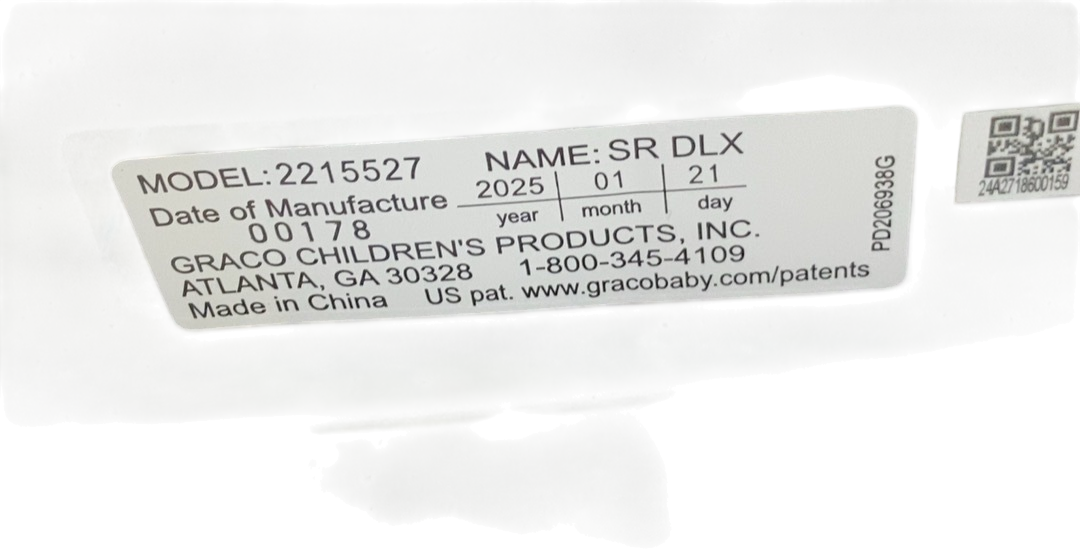 MODEL: 2215527 NAME: SR DLX
Date of Manufacture 2025 01 21
year month day
00178
GRACO CHILDREN'S PRODUCTS, INC.
ATLANTA, GA 30328 1-800-345-4109
Made in China US pat. www.gracobaby.com/patents
PD206938G
24A2718600159